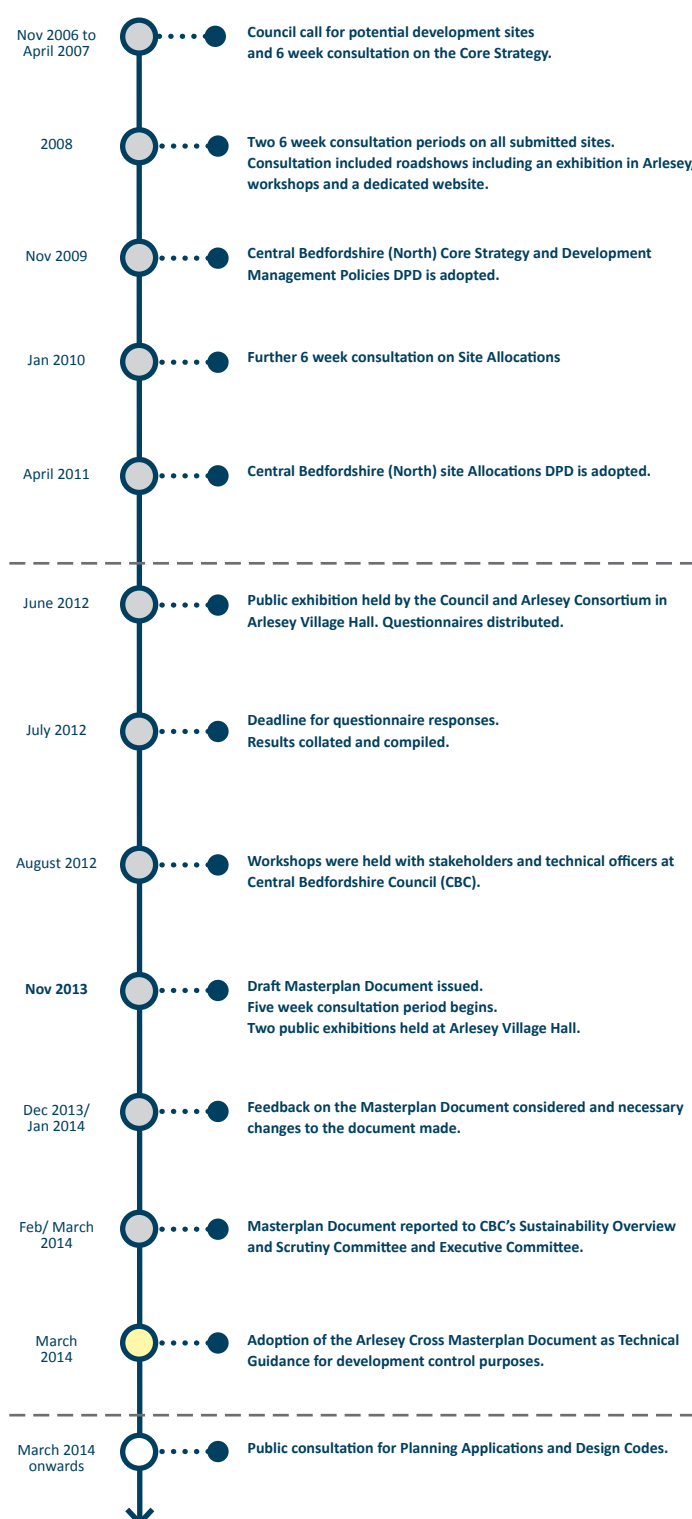 Nov 2006 to
April 2007
Council call for potential development sites
and 6 week consultation on the Core Strategy.
2008
Two 6 week consultation periods on all submitted sites.
Consultation included roadshows including an exhibition in Arlesey,
workshops and a dedicated website.
Nov 2009
Central Bedfordshire (North) Core Strategy and Development
Management Policies DPD is adopted.
Jan 2010
Further 6 week consultation on Site Allocations
April 2011
Central Bedfordshire (North) site Allocations DPD is adopted.
June 2012
Public exhibition held by the Council and Arlesey Consortium in
Arlesey Village Hall. Questionnaires distributed.
July 2012
Deadline for questionnaire responses.
Results collated and compiled.
August 2012
Workshops were held with stakeholders and technical officers at
Central Bedfordshire Council (CBC).
Nov 2013
Draft Masterplan Document issued.
Five week consultation period begins.
Two public exhibitions held at Arlesey Village Hall.
Dec 2013/
Jan 2014
Feedback on the Masterplan Document considered and necessary
changes to the document made.
Feb/ March
2014
Masterplan Document reported to CBC’s Sustainability Overview
and Scrutiny Committee and Executive Committee.
March
2014
Adoption of the Arlesey Cross Masterplan Document as Technical
Guidance for development control purposes.
March 2014
onwards
Public consultation for Planning Applications and Design Codes.